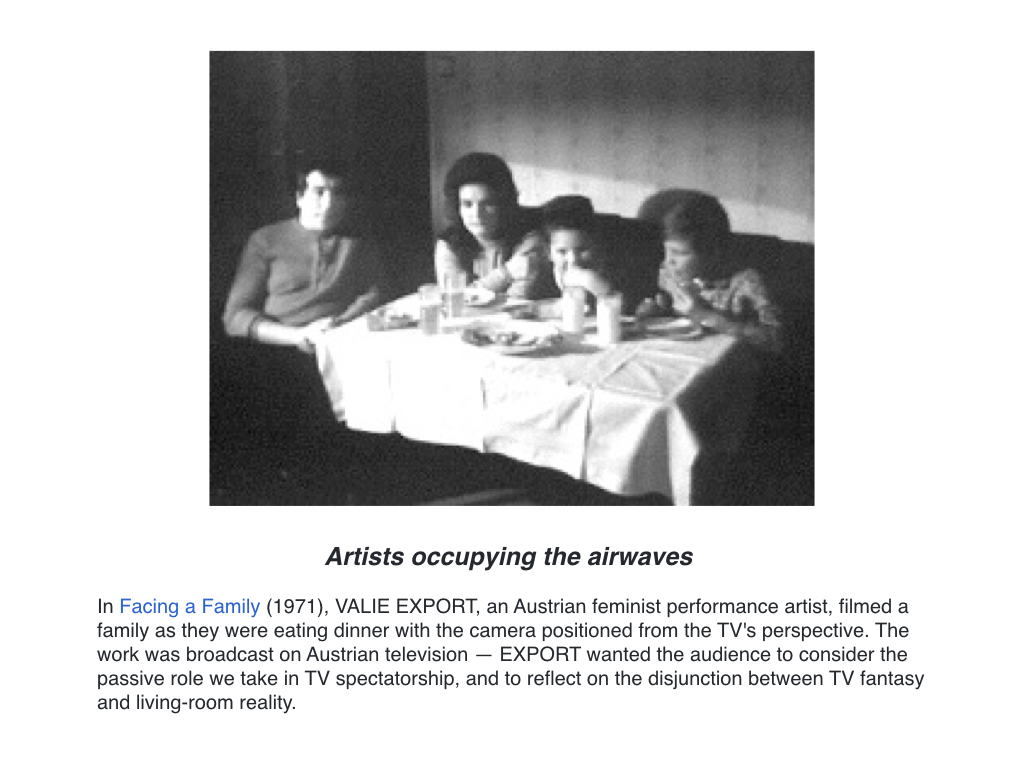 Artists occupying the airwaves
In Facing a Family (1971), VALIE EXPORT, an Austrian feminist performance artist, filmed a
family as they were eating dinner with the camera positioned from the TV's perspective. The
work was broadcast on Austrian television — EXPORT wanted the audience to consider the
passive role we take in TV spectatorship, and to reflect on the disjunction between TV fantasy
and living-room reality.